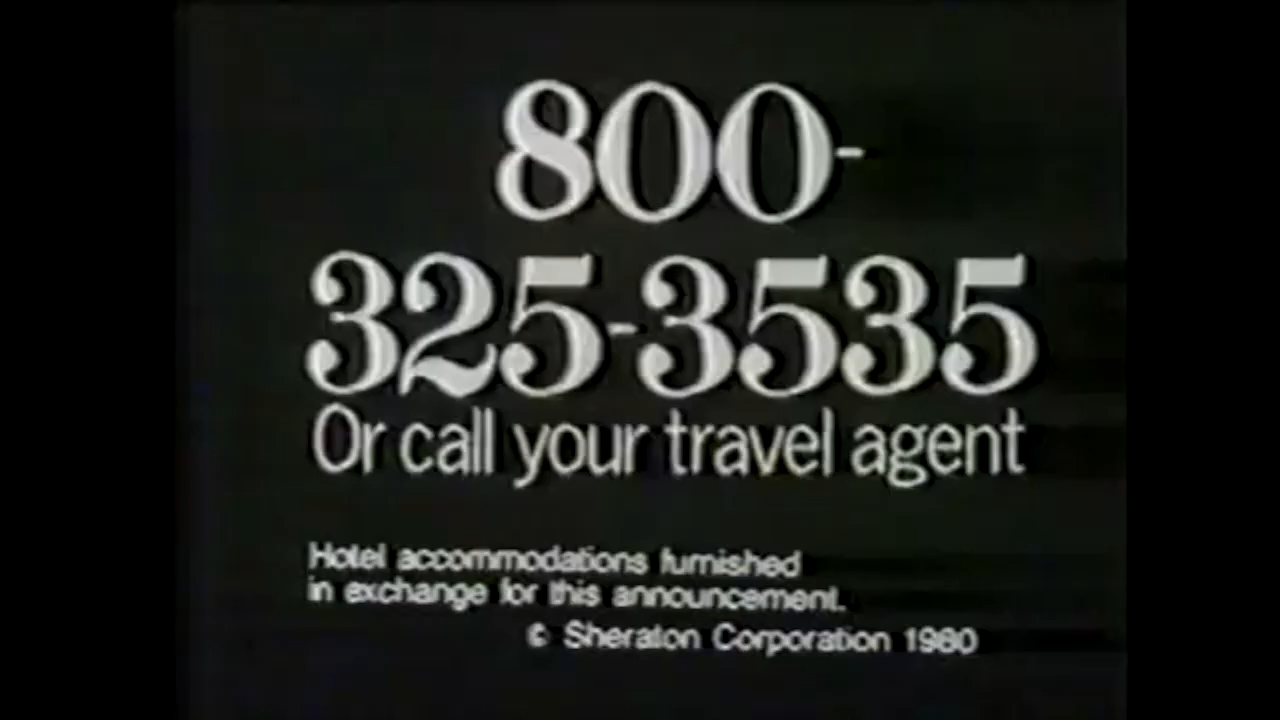 800-
325-3535
Or call your travel agent
Hotel accommodations furnished
in exchange for this announcement.
© Sheraton Corporation 1980